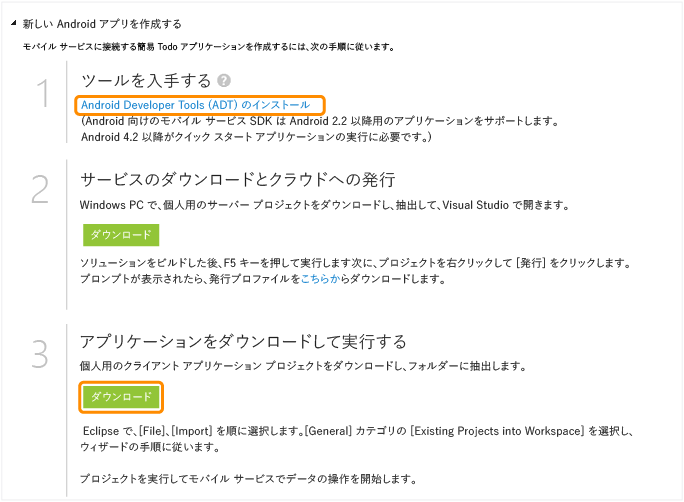 新しい Android アプリを作成する
モバイル サービスに接続する簡易 Todo アプリケーションを作成するには、次の手順に従います。
1
ツールを入手する ?
Android Developer Tools (ADT) のインストール
(Android 向けのモバイル サービス SDK は Android 2.2 以降用のアプリケーションをサポートします。
Android 4.2 以降がクイック スタート アプリケーションの実行に必要です。)
2
サービスのダウンロードとクラウドへの発行
Windows PC で、個人用のサーバー プロジェクトをダウンロードし、抽出して、Visual Studio で開きます。
ダウンロード
ソリューションをビルドした後、F5 キーを押して実行します次に、プロジェクトを右クリックして [発行] をクリックします。
プロンプトが表示されたら、発行プロファイルをこちらからダウンロードします。
3
アプリケーションをダウンロードして実行する
個人用のクライアント アプリケーション プロジェクトをダウンロードし、フォルダーに抽出します。
ダウンロード
Eclipse で、[File]、[Import] を順に選択します。[General] カテゴリの [Existing Projects into Workspace] を選択し、
ウィザードの手順に従います。
プロジェクトを実行してモバイル サービスでデータの操作を開始します。